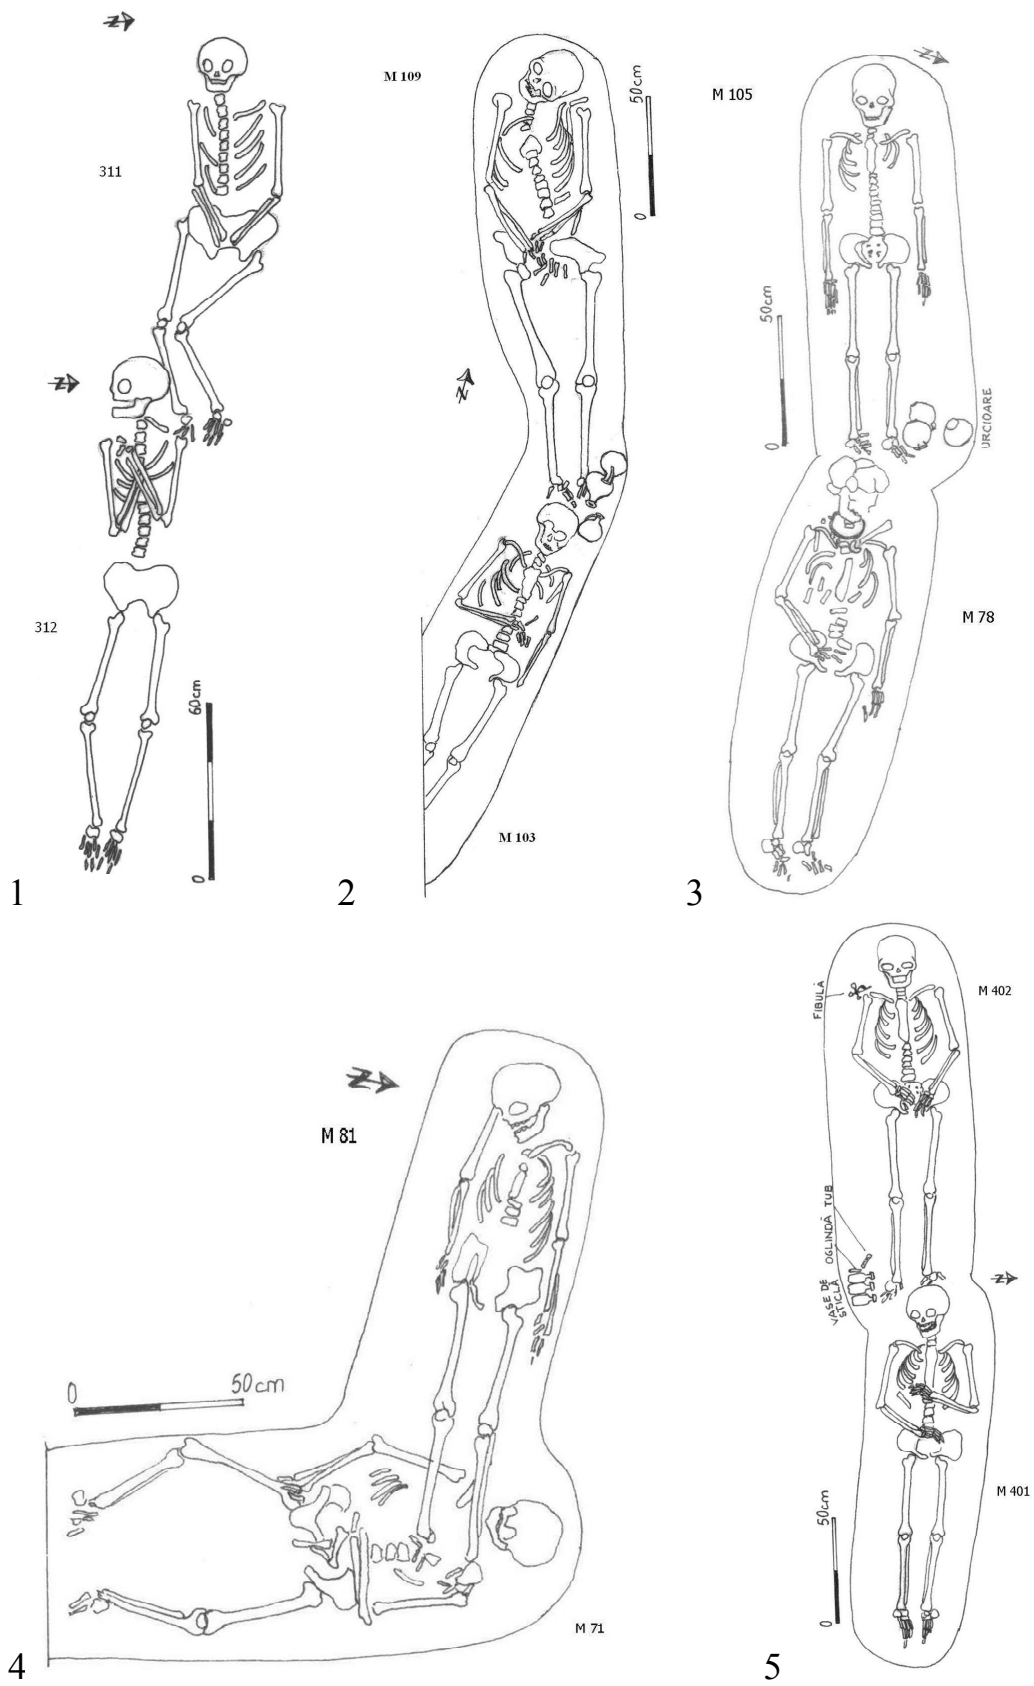 Z
311
Z
312
60cm
0
1
M 109
50cm
0
Z
M 103
2
Z
M 105
50cm
0
URCIOARE
M 78
3
Z
M 81
0
50cm
M 71
4
M 402
FIBULĂ
TUB
OGLINDĂ
VASE DE
STICLĂ
Z
M 401
50cm
0
5